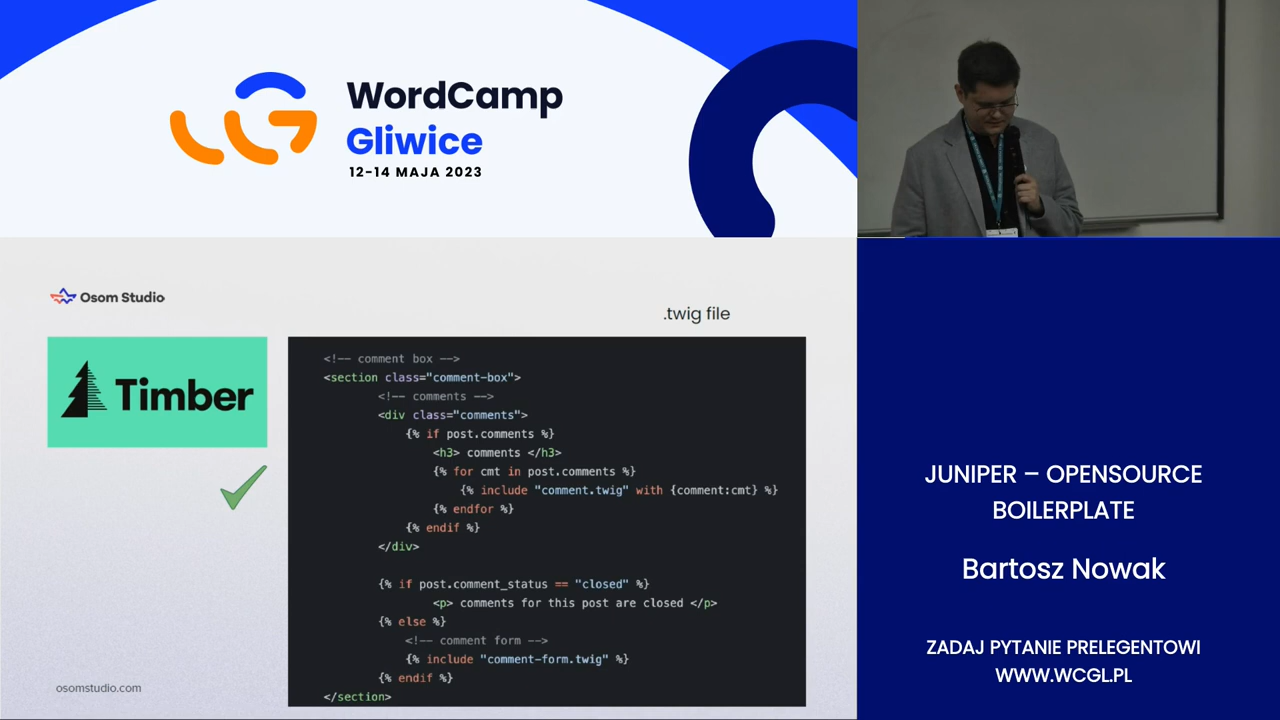 WordCamp
Gliwice
12-14 MAJA 2023
Osom Studio
.twig file
Timber
<!-- comment box -->
<section class="comment-box">
<!-- comments -->
<div class="comments">
{% if post.comments %}
<h3> comments </h3>
{% for cmt in post.comments %}
{% include "comment.twig" with {comment:cmt} %}
{% endfor %}
{% endif %}
</div>
{% if post.comment_status == "closed" %}
<p> comments for this post are closed </p>
{% else %}
<!-- comment form -->
{% include "comment-form.twig" %}
{% endif %}
</section>
osomstudio.com
JUNIPER – OPENSOURCE
BOILERPLATE
Bartosz Nowak
ZADAJ PYTANIE PRELEGENTOWI
WWW.WCGL.PL